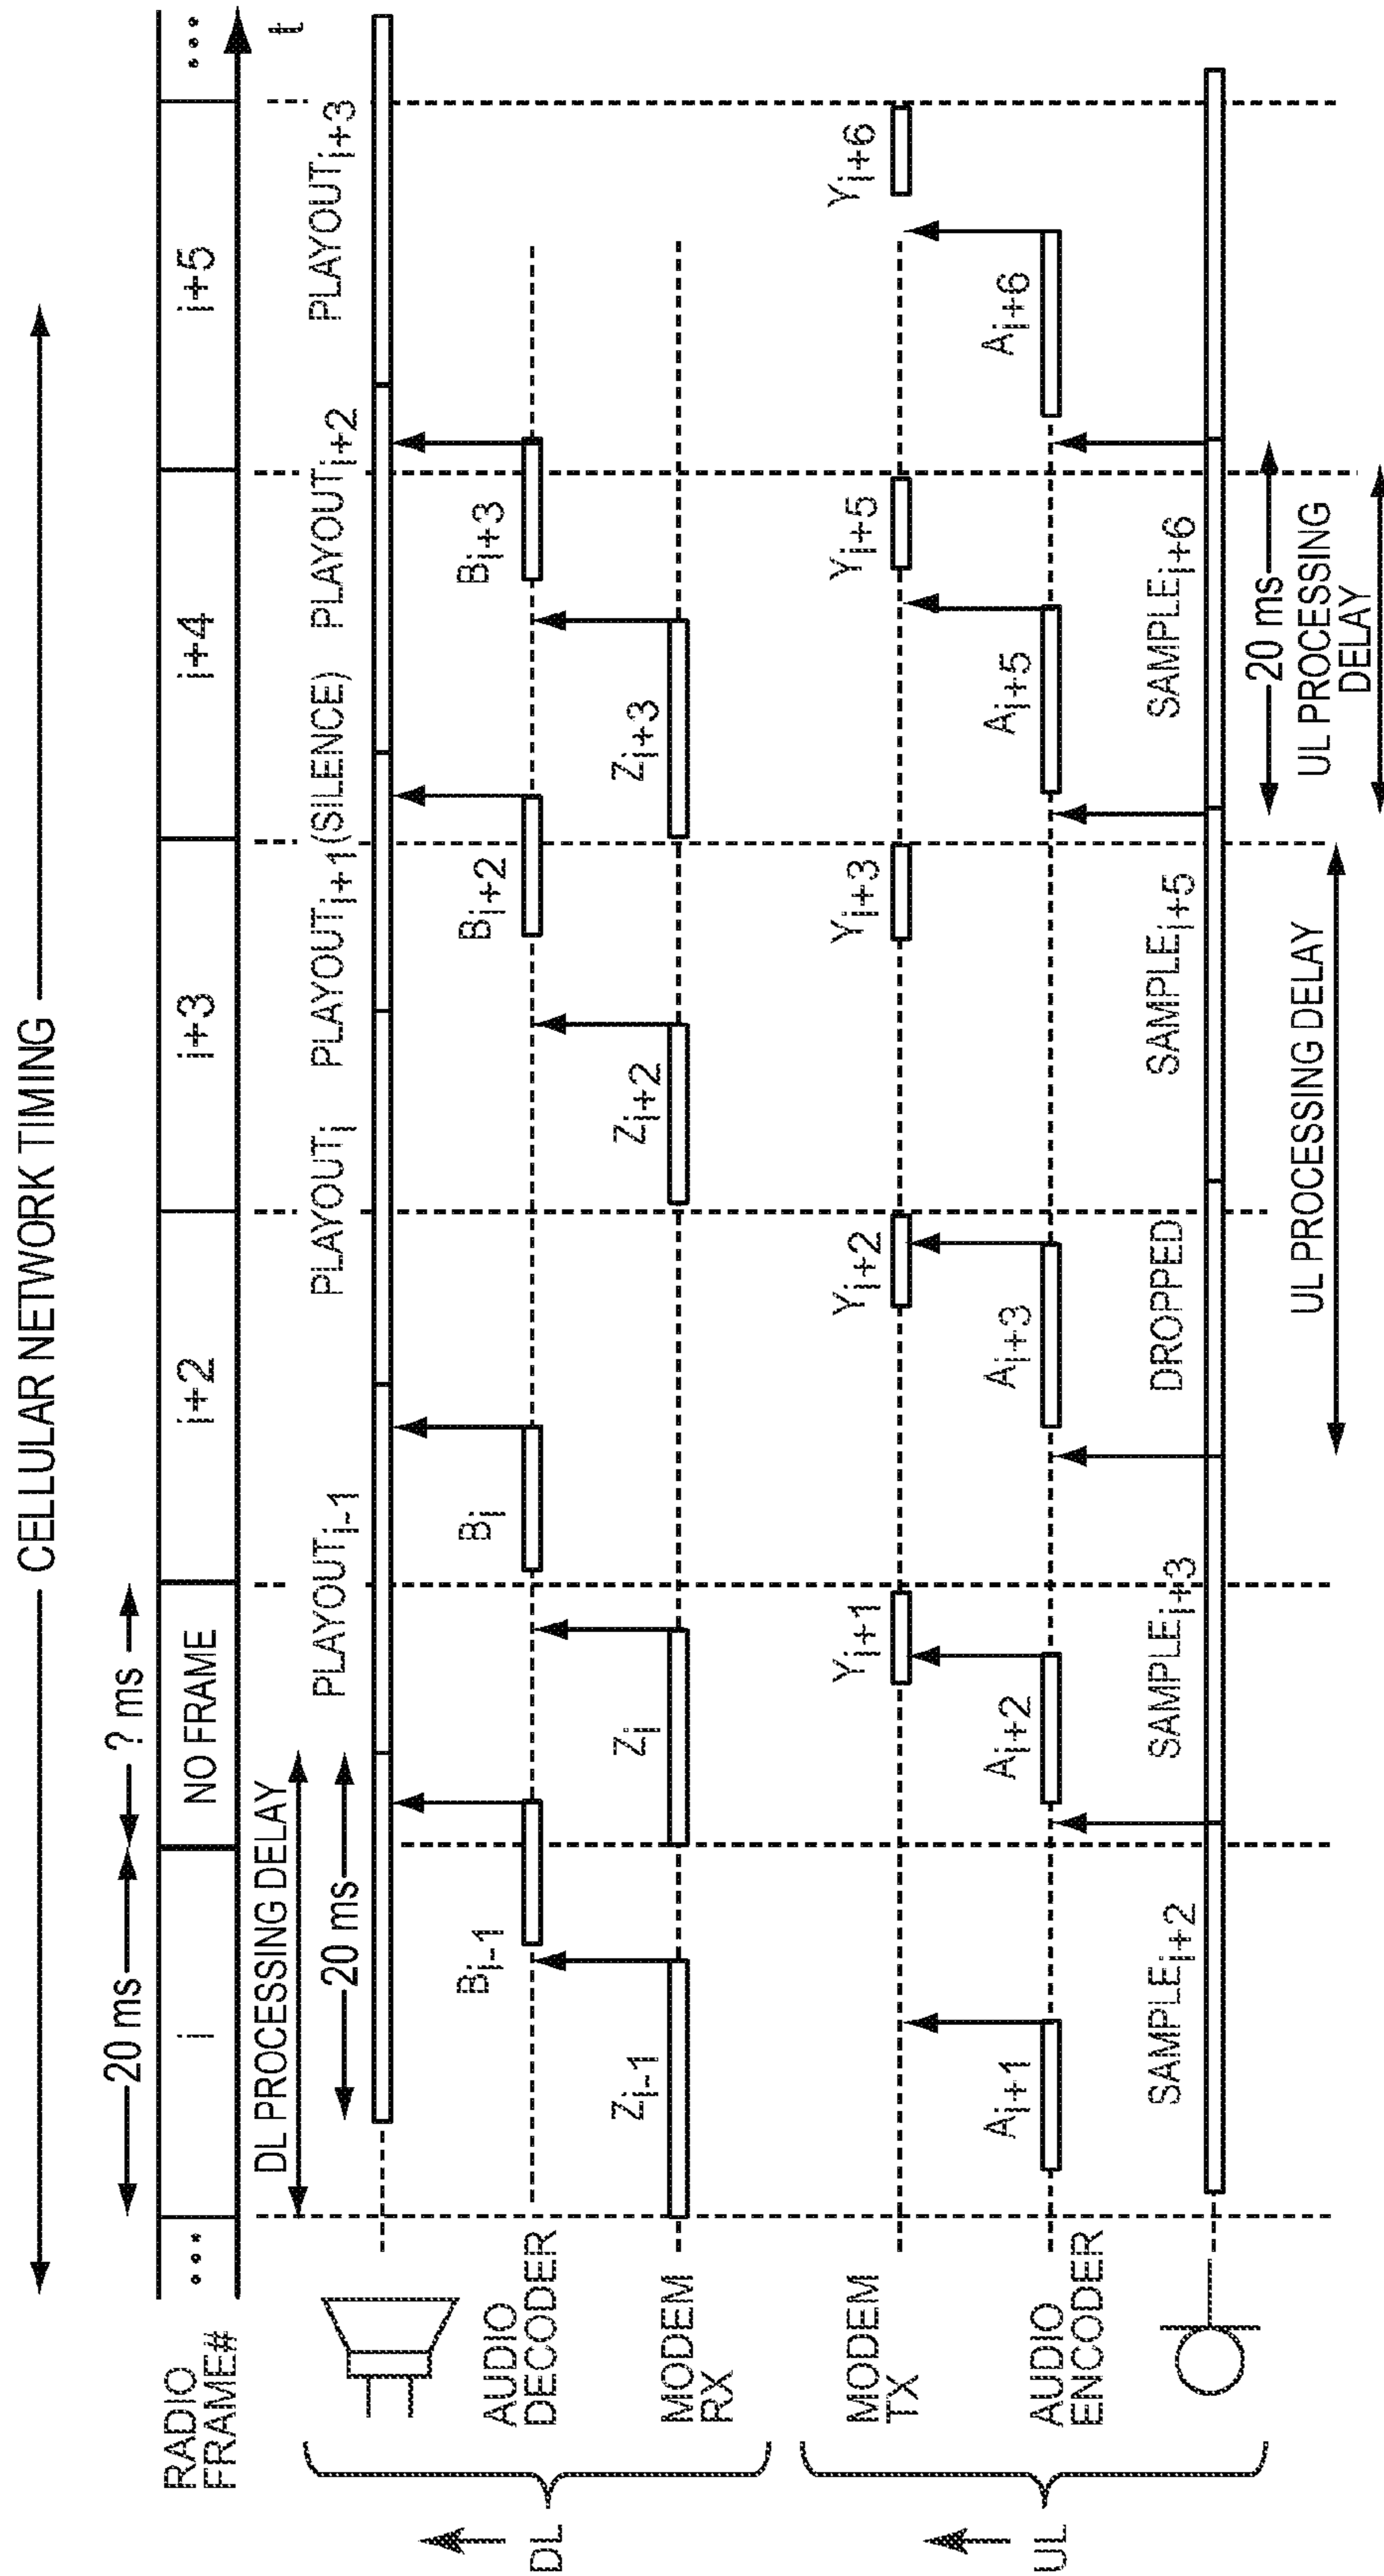 CELLULAR NETWORK TIMING
20 ms
? ms
RADIO FRAME#
... i NO FRAME i+2 i+3 i+4 i+5 ...
t
DL PROCESSING DELAY
20 ms
PLAYOUTi-1 PLAYOUTi PLAYOUTi+1 (SILENCE) PLAYOUTi+2 PLAYOUTi+3
DL
AUDIO DECODER
Bi-1 Bi Bi+2 Bi+3
MODEM RX
Zi-1 Zi Zi+2 Zi+3
UL
MODEM TX
Yi+1 Yi+2 Yi+3 Yi+5 Yi+6
AUDIO ENCODER
Ai+1 Ai+2 Ai+3 Ai+5 Ai+6
SAMPLEi+2 SAMPLEi+3 DROPPED SAMPLEi+5 SAMPLEi+6
20 ms
UL PROCESSING DELAY
UL PROCESSING
DELAY